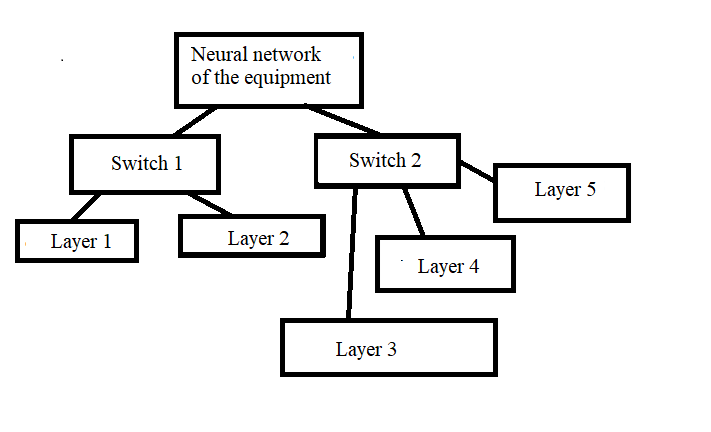 Neural network
of the equipment
Switch 1
Switch 2
Layer 5
Layer 1
Layer 2
Layer 4
Layer 3